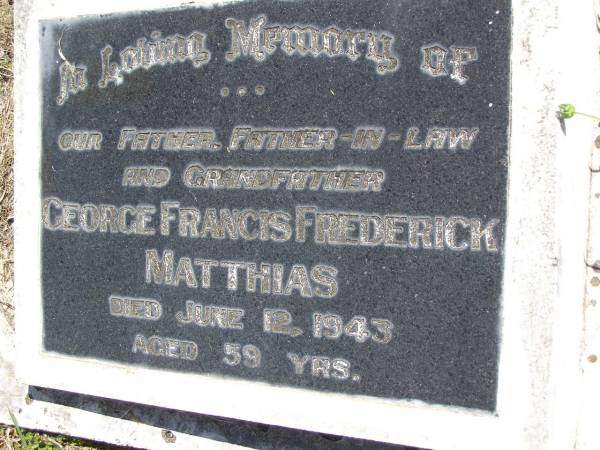 In Loving Memory of
...
OUR FATHER, FATHER-IN-LAW
AND GRANDFATHER
GEORGE FRANCIS FREDERICK
MATTHIAS
DIED JUNE 12, 1943
AGED 59 YRS.